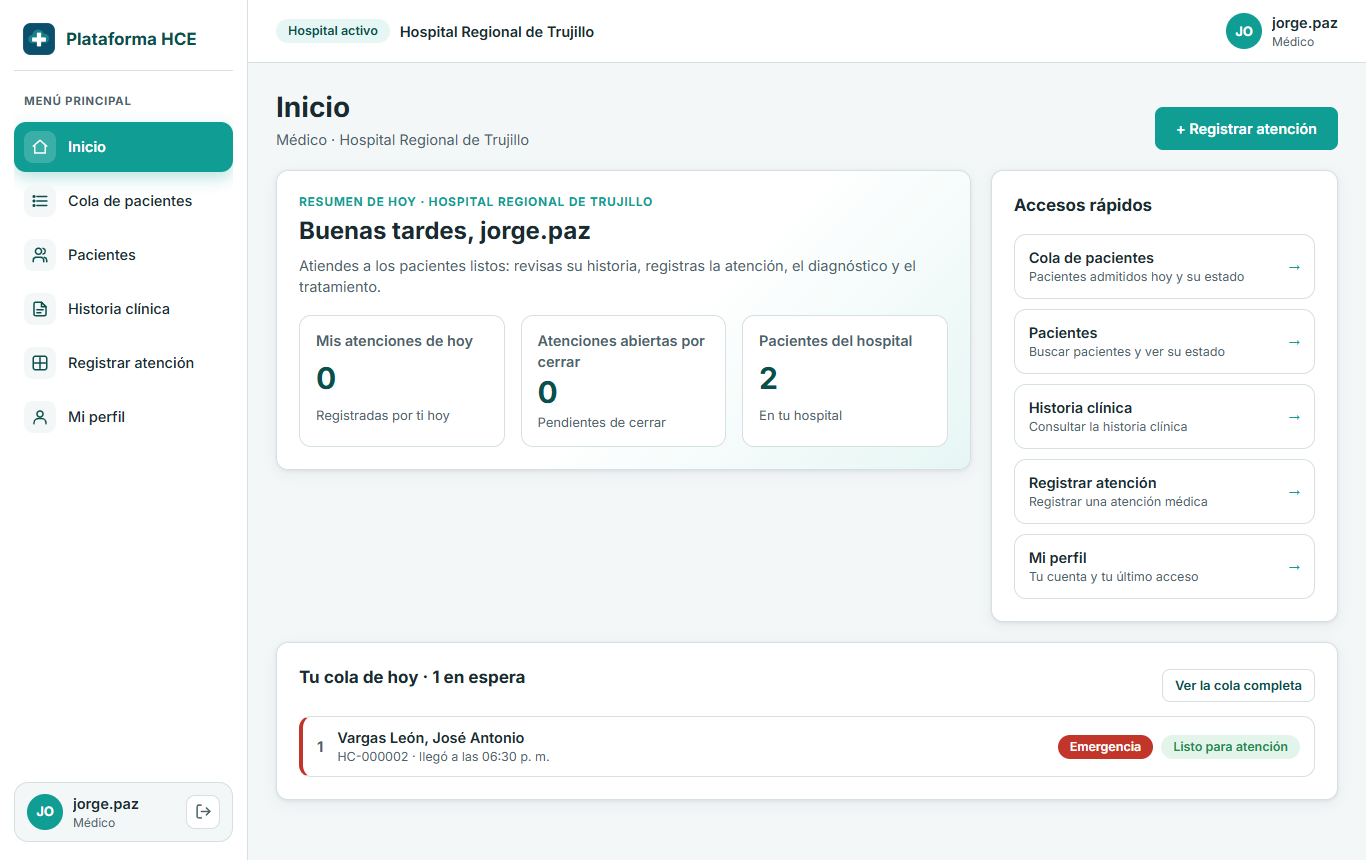 Plataforma HCE
MENÚ PRINCIPAL
Inicio
Cola de pacientes
Pacientes
Historia clínica
Registrar atención
Mi perfil
JO
jorge.paz
Médico
Hospital activo
Hospital Regional de Trujillo
JO
jorge.paz
Médico
Inicio
Médico · Hospital Regional de Trujillo
+ Registrar atención
RESUMEN DE HOY · HOSPITAL REGIONAL DE TRUJILLO
Buenas tardes, jorge.paz
Atiendes a los pacientes listos: revisas su historia, registras la atención, el diagnóstico y el
tratamiento.
Mis atenciones de hoy
0
Registradas por ti hoy
Atenciones abiertas por
cerrar
0
Pendientes de cerrar
Pacientes del hospital
2
En tu hospital
Accesos rápidos
Cola de pacientes
Pacientes admitidos hoy y su estado
→
Pacientes
Buscar pacientes y ver su estado
→
Historia clínica
Consultar la historia clínica
→
Registrar atención
Registrar una atención médica
→
Mi perfil
Tu cuenta y tu último acceso
→
Tu cola de hoy · 1 en espera
Ver la cola completa
1
Vargas León, José Antonio
HC-000002 · llegó a las 06:30 p. m.
Emergencia
Listo para atención